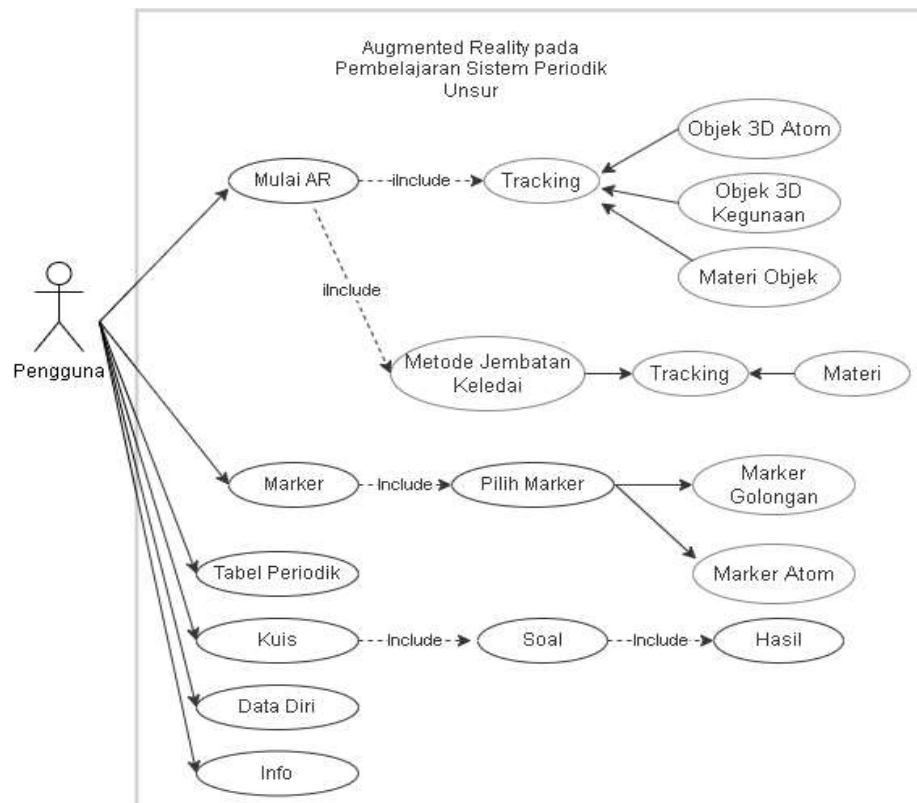 Augmented Reality pada
Pembelajaran Sistem Periodik
Unsur
Objek 3D Atom
Mulai AR
iInclude
Tracking
Objek 3D
Kegunaan
Materi Objek
iInclude
Pengguna
Metode Jembatan
Keledai
Tracking
Materi
Marker
Include
Pilih Marker
Marker
Golongan
Tabel Periodik
Marker Atom
Kuis
Include
Soal
Include
Hasil
Data Diri
Info